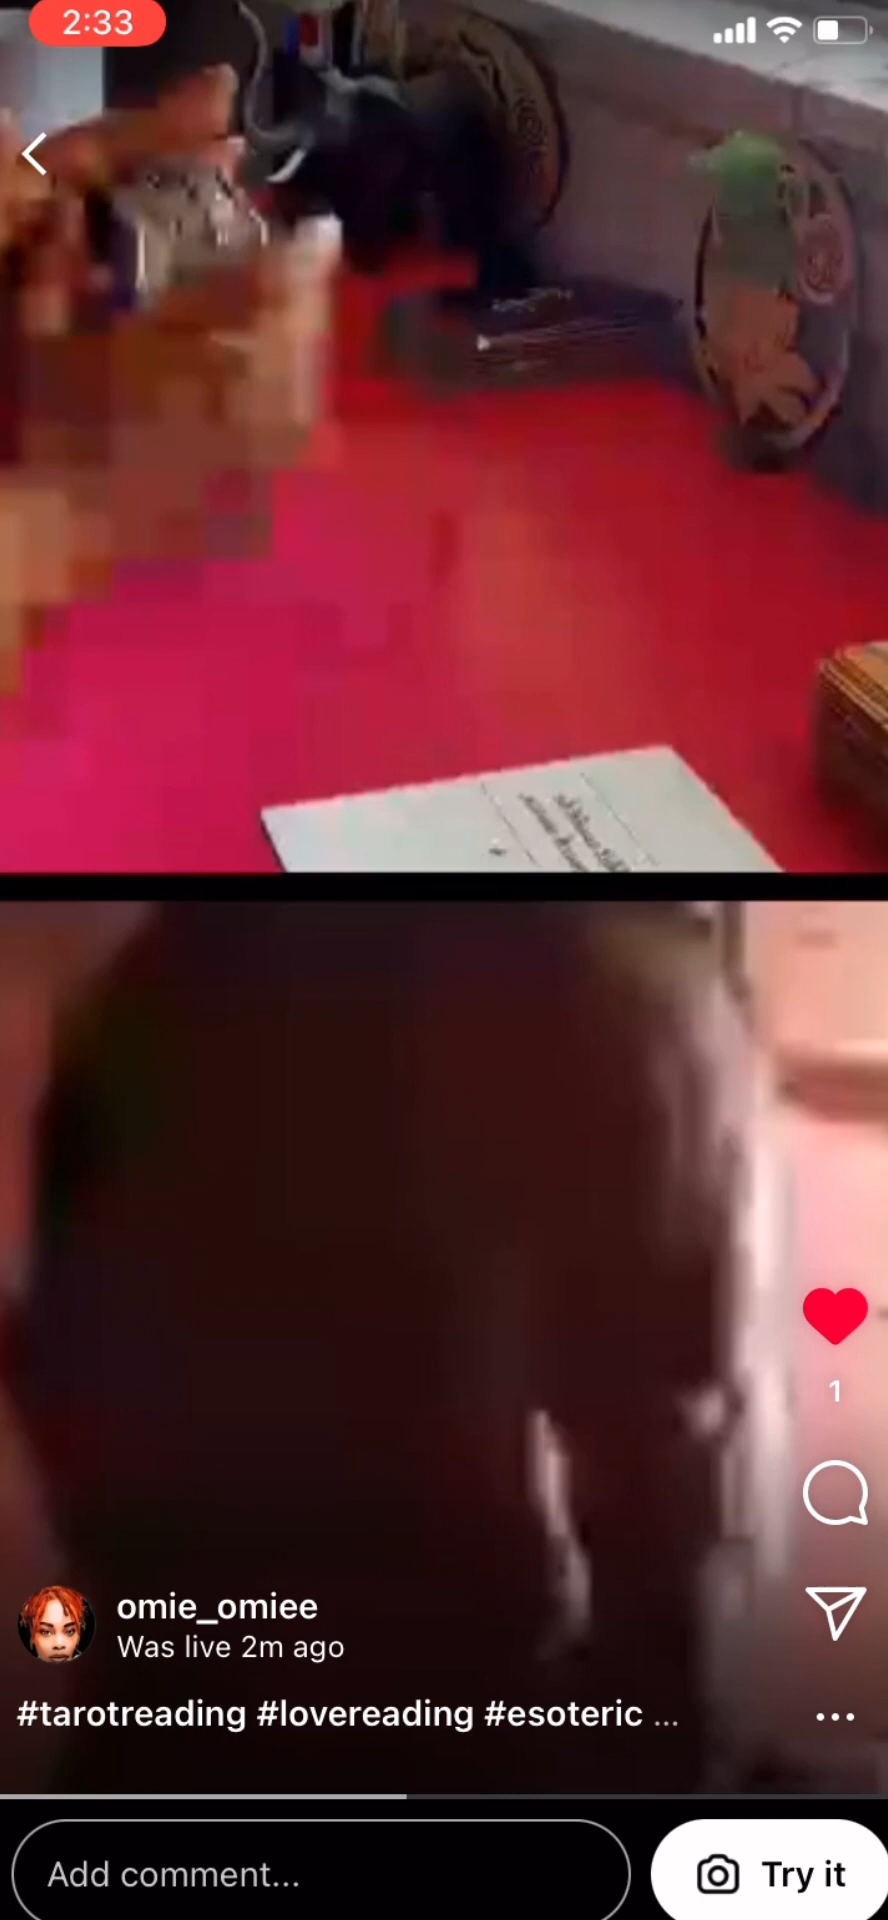 2:33
1
omie_omiee
Was live 2m ago
#tarotreading #lovereading #esoteric ...
Add comment...
Try it